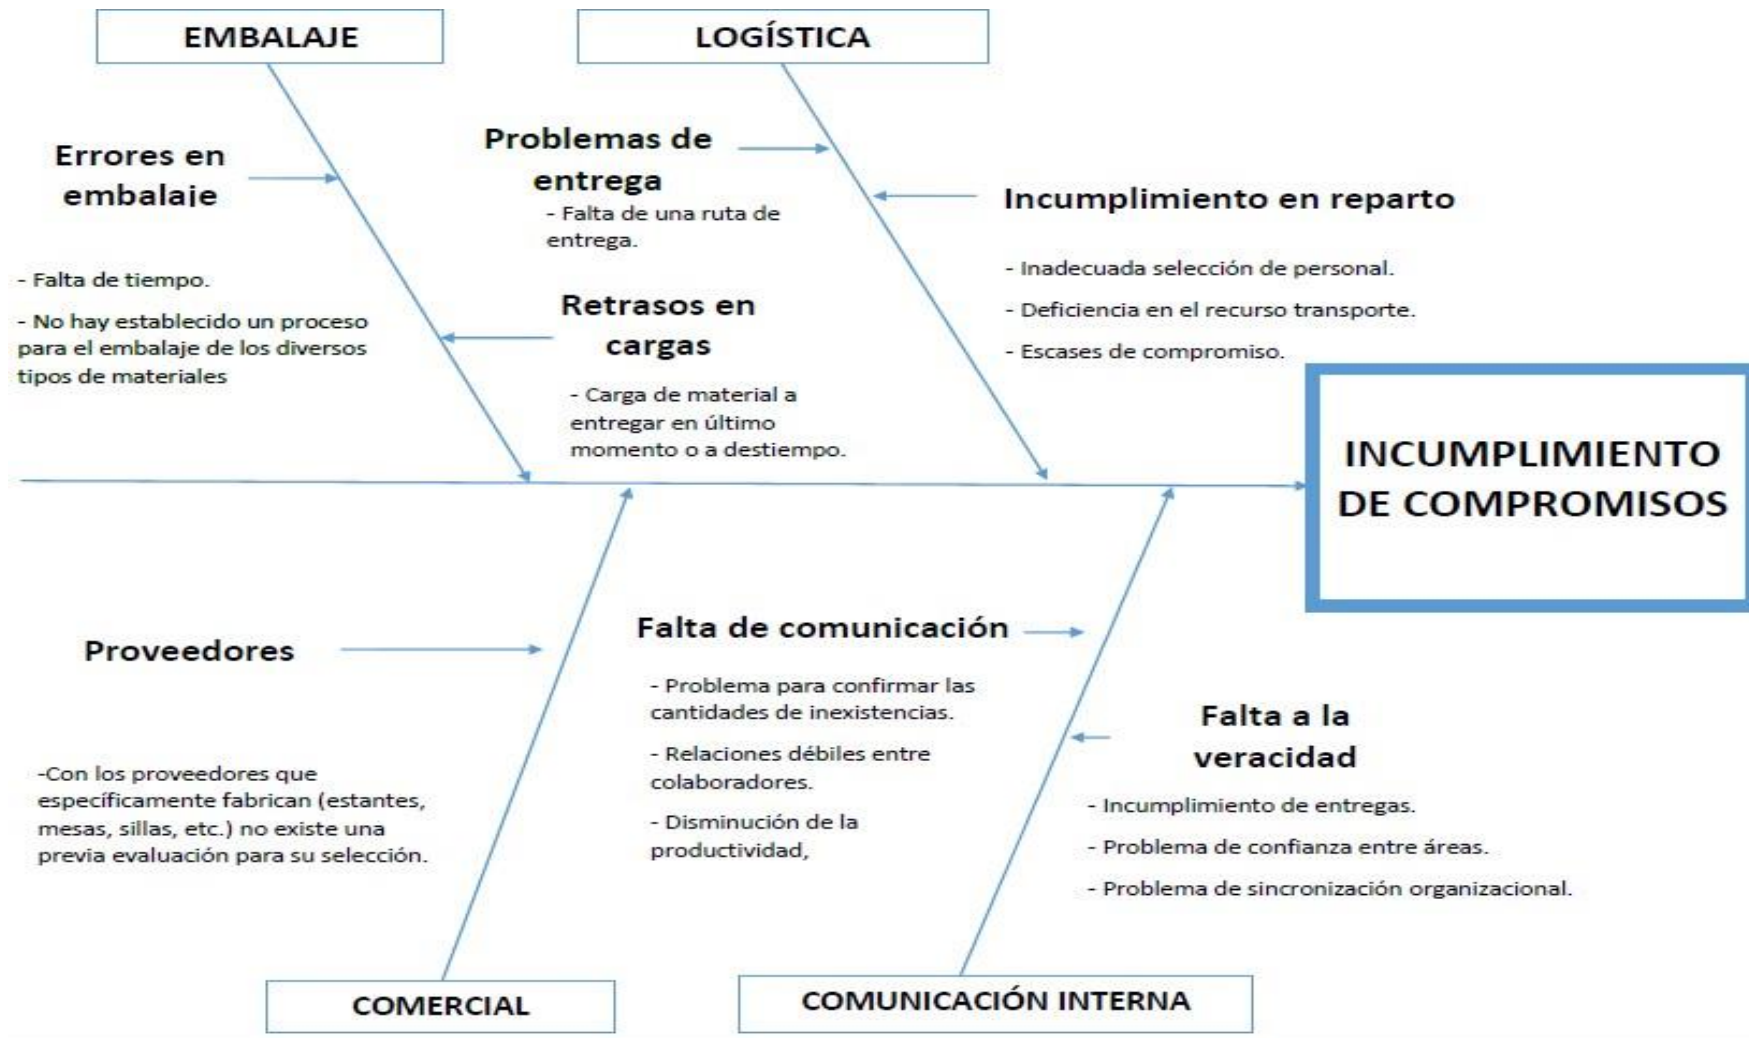 EMBALAJE
LOGÍSTICA
Errores en
embalaje
- Falta de tiempo.
- No hay establecido un proceso
para el embalaje de los diversos
tipos de materiales
Problemas de
entrega
- Falta de una ruta de
entrega.
Retrasos en
cargas
- Carga de material a
entregar en último
momento o a destiempo.
Incumplimiento en reparto
- Inadecuada selección de personal.
- Deficiencia en el recurso transporte.
- Escases de compromiso.
INCUMPLIMIENTO
DE COMPROMISOS
Proveedores
-Con los proveedores que
específicamente fabrican (estantes,
mesas, sillas, etc.) no existe una
previa evaluación para su selección.
Falta de comunicación
- Problema para confirmar las
cantidades de inexistencias.
- Relaciones débiles entre
colaboradores.
- Disminución de la
productividad,
Falta a la
veracidad
- Incumplimiento de entregas.
- Problema de confianza entre áreas.
- Problema de sincronización organizacional.
COMERCIAL
COMUNICACIÓN INTERNA